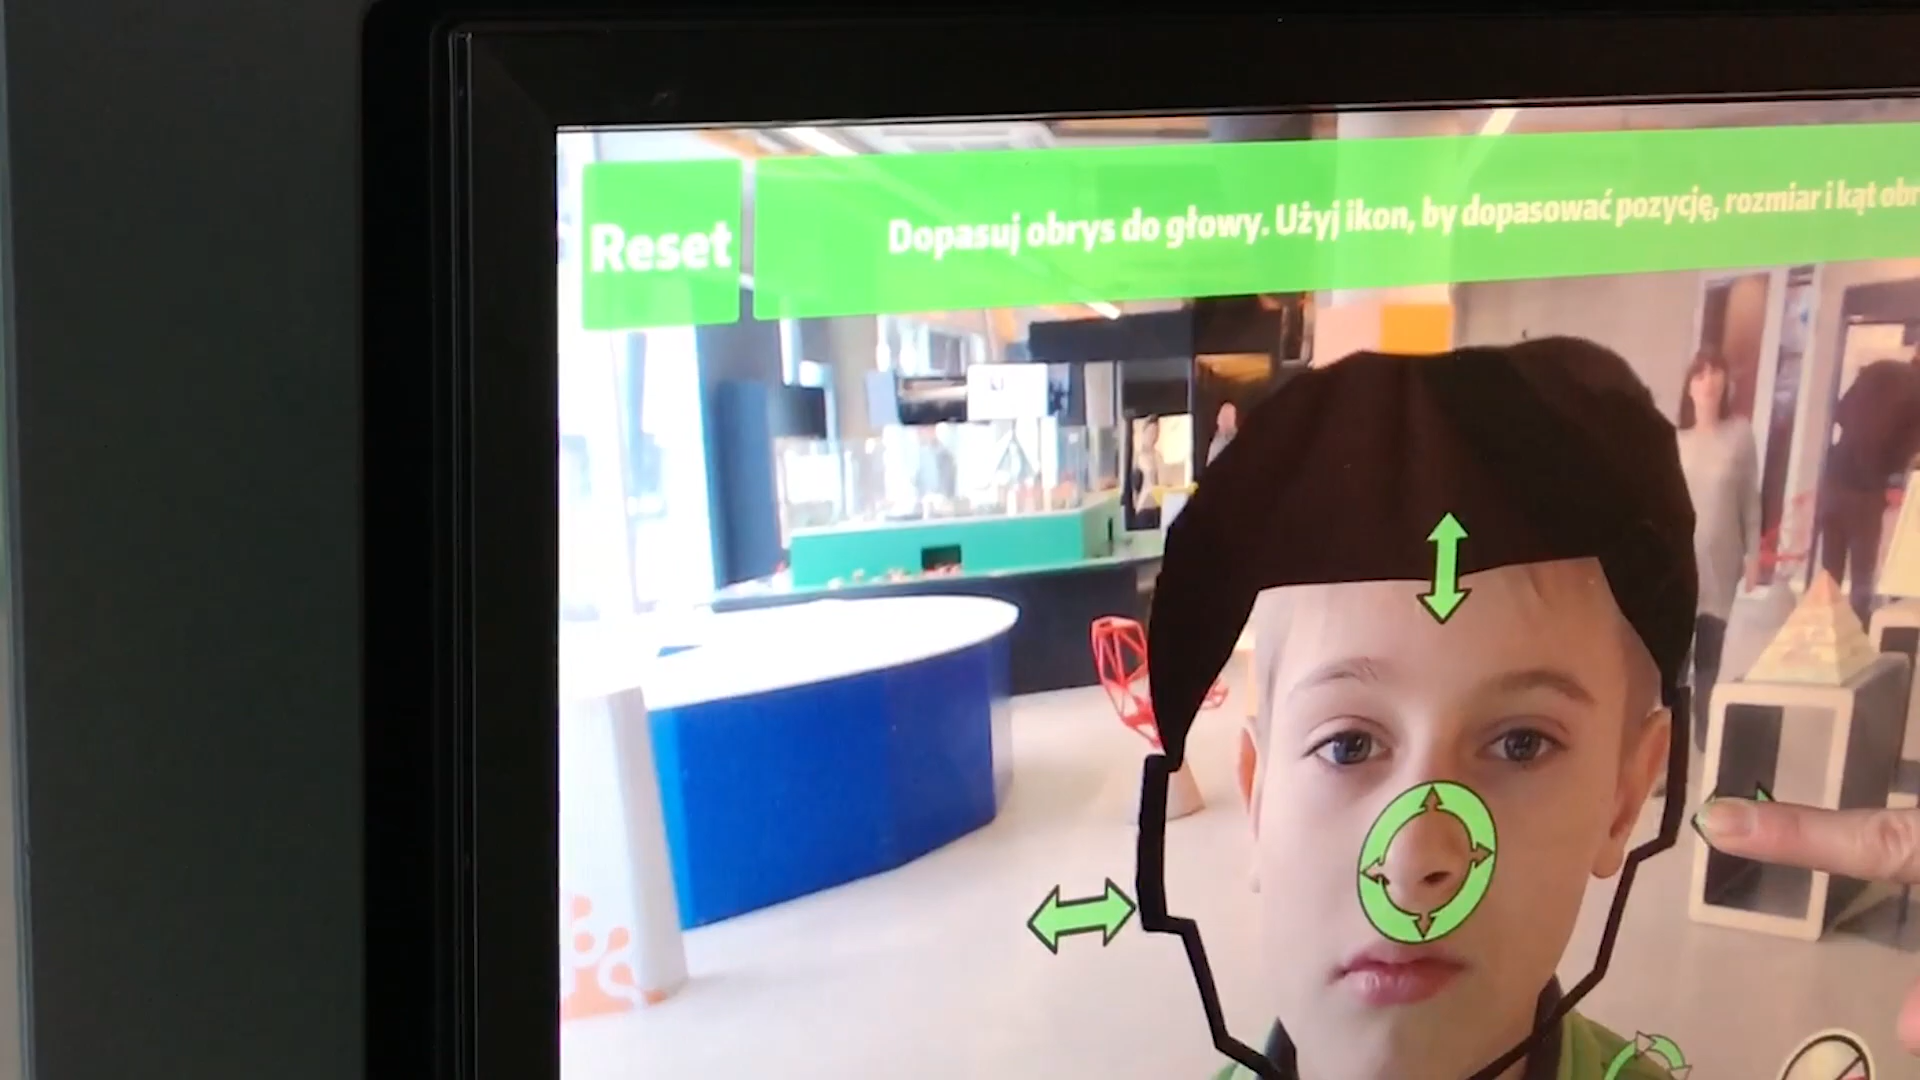 Reset
Dopasuj obrys do głowy. Użyj ikon, by dopasować pozycję, rozmiar i kąt